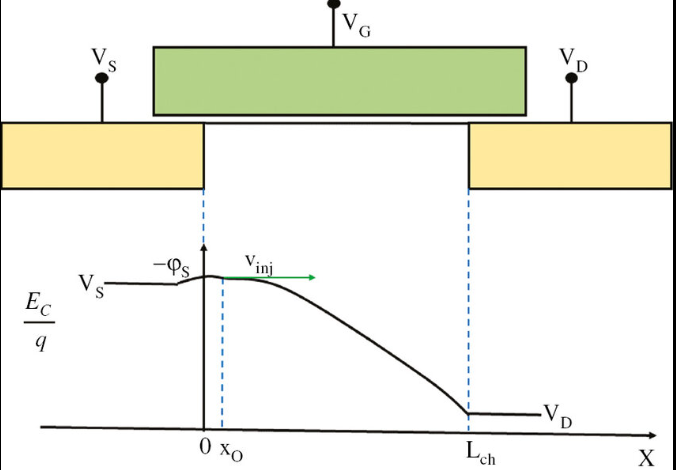 V_G
V_S V_D
−φ_S v_inj
V_S
E_C
q
V_D
0 x_O L_ch X